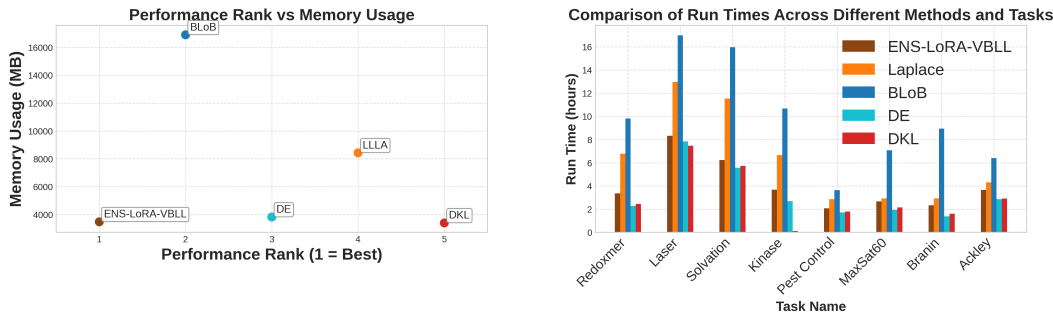 Performance Rank vs Memory Usage
Memory Usage (MB)
16000
14000
12000
10000
8000
6000
4000
BLoB
LLLA
ENS-LoRA-VBLL
DE
DKL
1 2 3 4 5
Performance Rank (1 = Best)
Comparison of Run Times Across Different Methods and Tasks
Run Time (hours)
16
14
12
10
8
6
4
2
0
ENS-LoRA-VBLL
Laplace
BLoB
DE
DKL
Redoxmer
Laser
Solvation
Kinase
Pest Control
MaxSat60
Branin
Ackley
Task Name